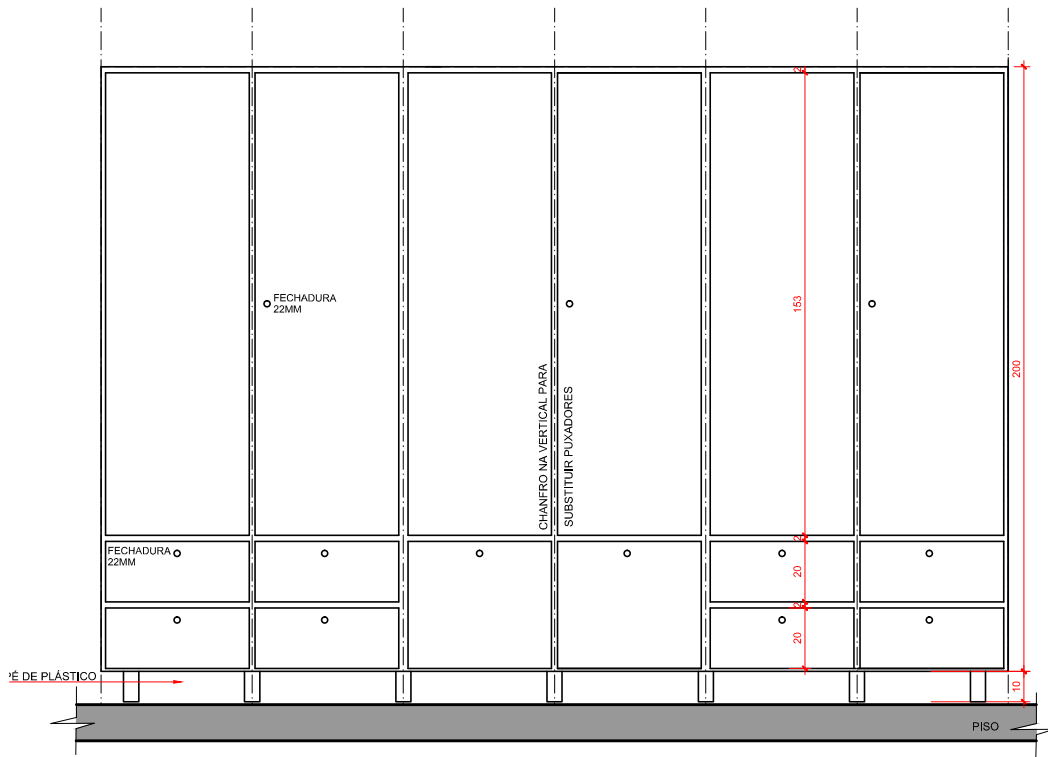 2
FECHADURA
22MM
153
200
CHANFRO NA VERTICAL PARA
SUBSTITUIR PUXADORES
2
FECHADURA
22MM
20
2
20
PÉ DE PLÁSTICO
10
PISO